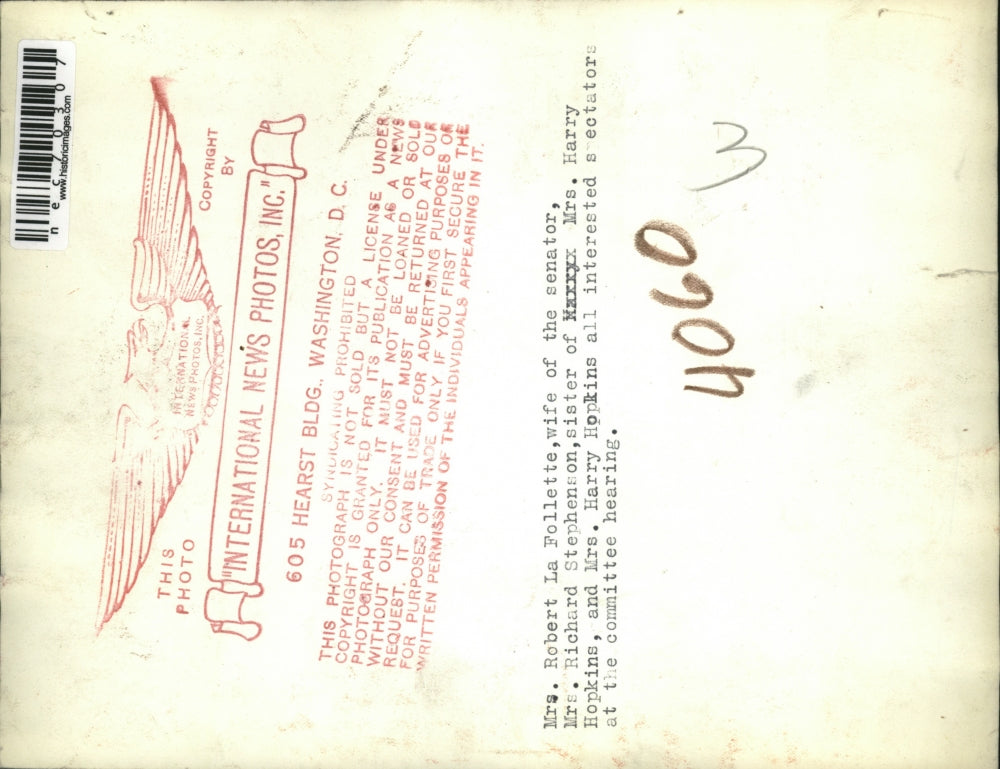 THIS
PHOTO
COPYRIGHT
BY
INTERNATIONAL
NEWS PHOTOS, INC.
"INTERNATIONAL NEWS PHOTOS, INC."
605 HEARST BLDG., WASHINGTON, D. C.
SYNDICATING PROHIBITED
THIS PHOTOGRAPH IS NOT SOLD BUT A LICENSE UNDER
COPYRIGHT IS GRANTED FOR ITS PUBLICATION AS A NEWS
PHOTOGRAPH ONLY. IT MUST NOT BE LOANED OR SOLD
WITHOUT OUR CONSENT AND MUST BE RETURNED AT OUR
REQUEST. IT CAN BE USED FOR ADVERTISING PURPOSES OR
FOR PURPOSES OF TRADE ONLY IF YOU FIRST SECURE THE
WRITTEN PERMISSION OF THE INDIVIDUALS APPEARING IN IT.
Mrs. Robert La Follette,wife of the senator,
Mrs. Richard Stephenson,sister of Mrs. Harry
Hopkins, and Mrs. Harry Hopkins all interested s ectators
at the committee hearing.
4060
3
nec70307
www.historicimages.com